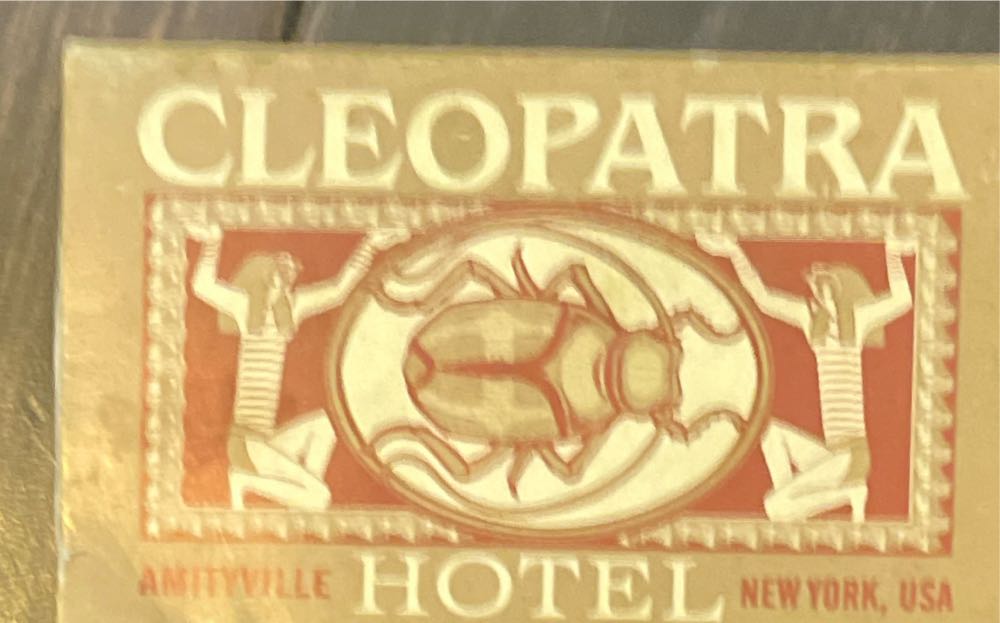 CLEOPATRA
AMITYVILLE HOTEL NEW YORK, USA